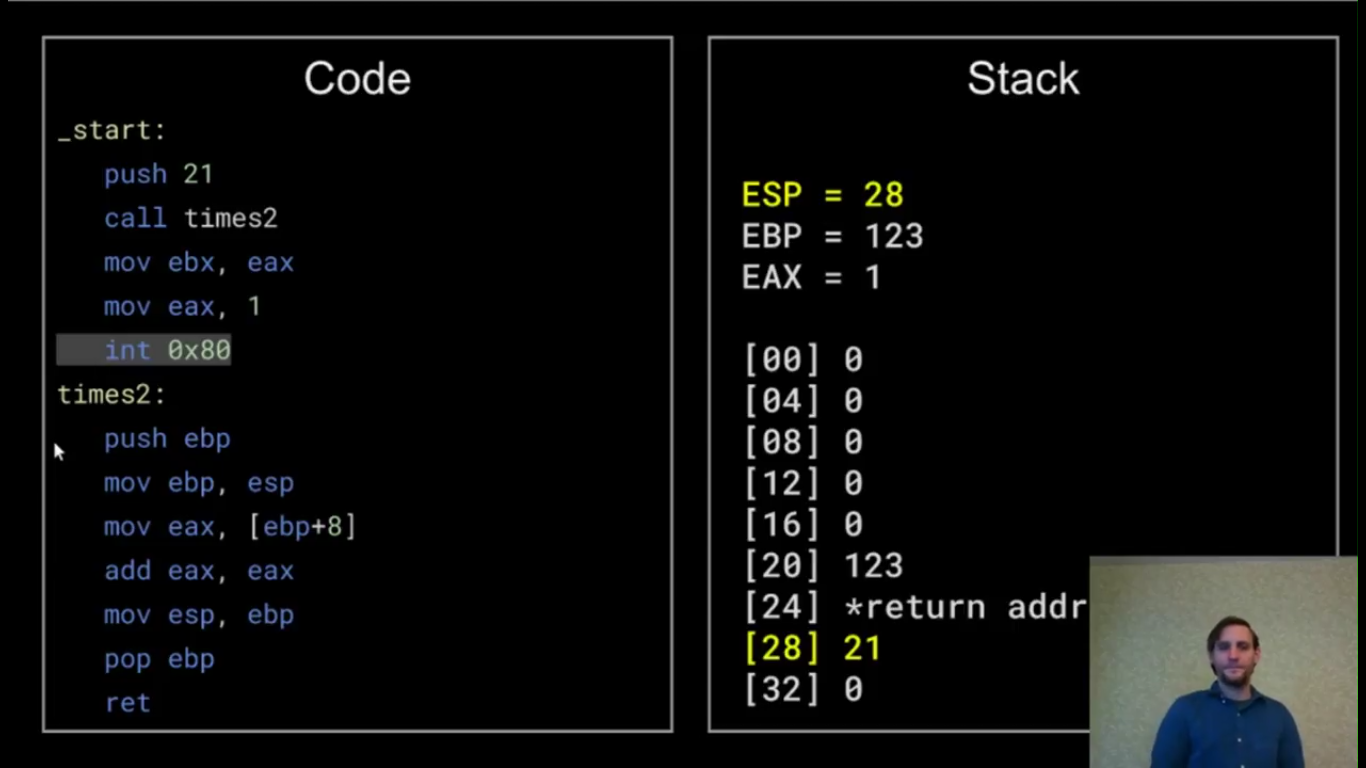 Code
_start:
push 21
call times2
mov ebx, eax
mov eax, 1
int 0x80
times2:
push ebp
mov ebp, esp
mov eax, [ebp+8]
add eax, eax
mov esp, ebp
pop ebp
ret
Stack
ESP = 28
EBP = 123
EAX = 1
[00] 0
[04] 0
[08] 0
[12] 0
[16] 0
[20] 123
[24] *return addr
[28] 21
[32] 0